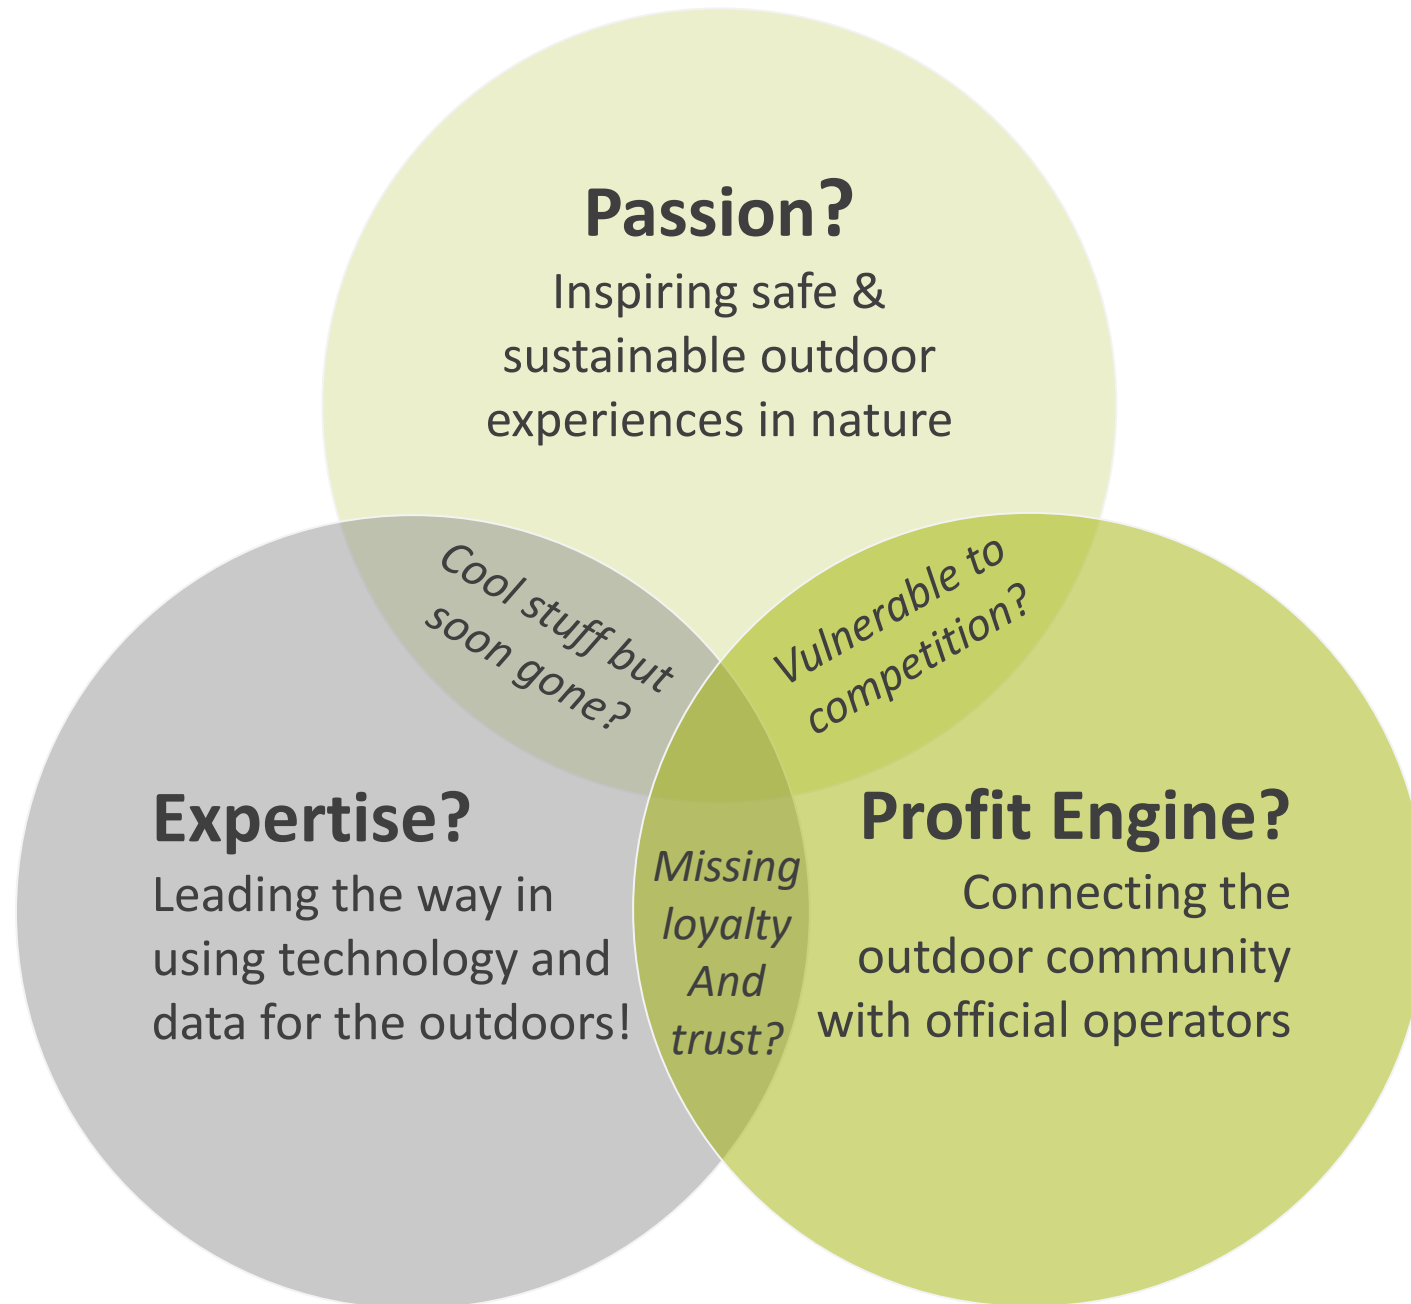 Passion?
Inspiring safe &
sustainable outdoor
experiences in nature
Cool stuff but
soon gone?
Vulnerable to
competition?
Expertise?
Leading the way in
using technology and
data for the outdoors!
Missing
loyalty
And
trust?
Profit Engine?
Connecting the
outdoor community
with official operators